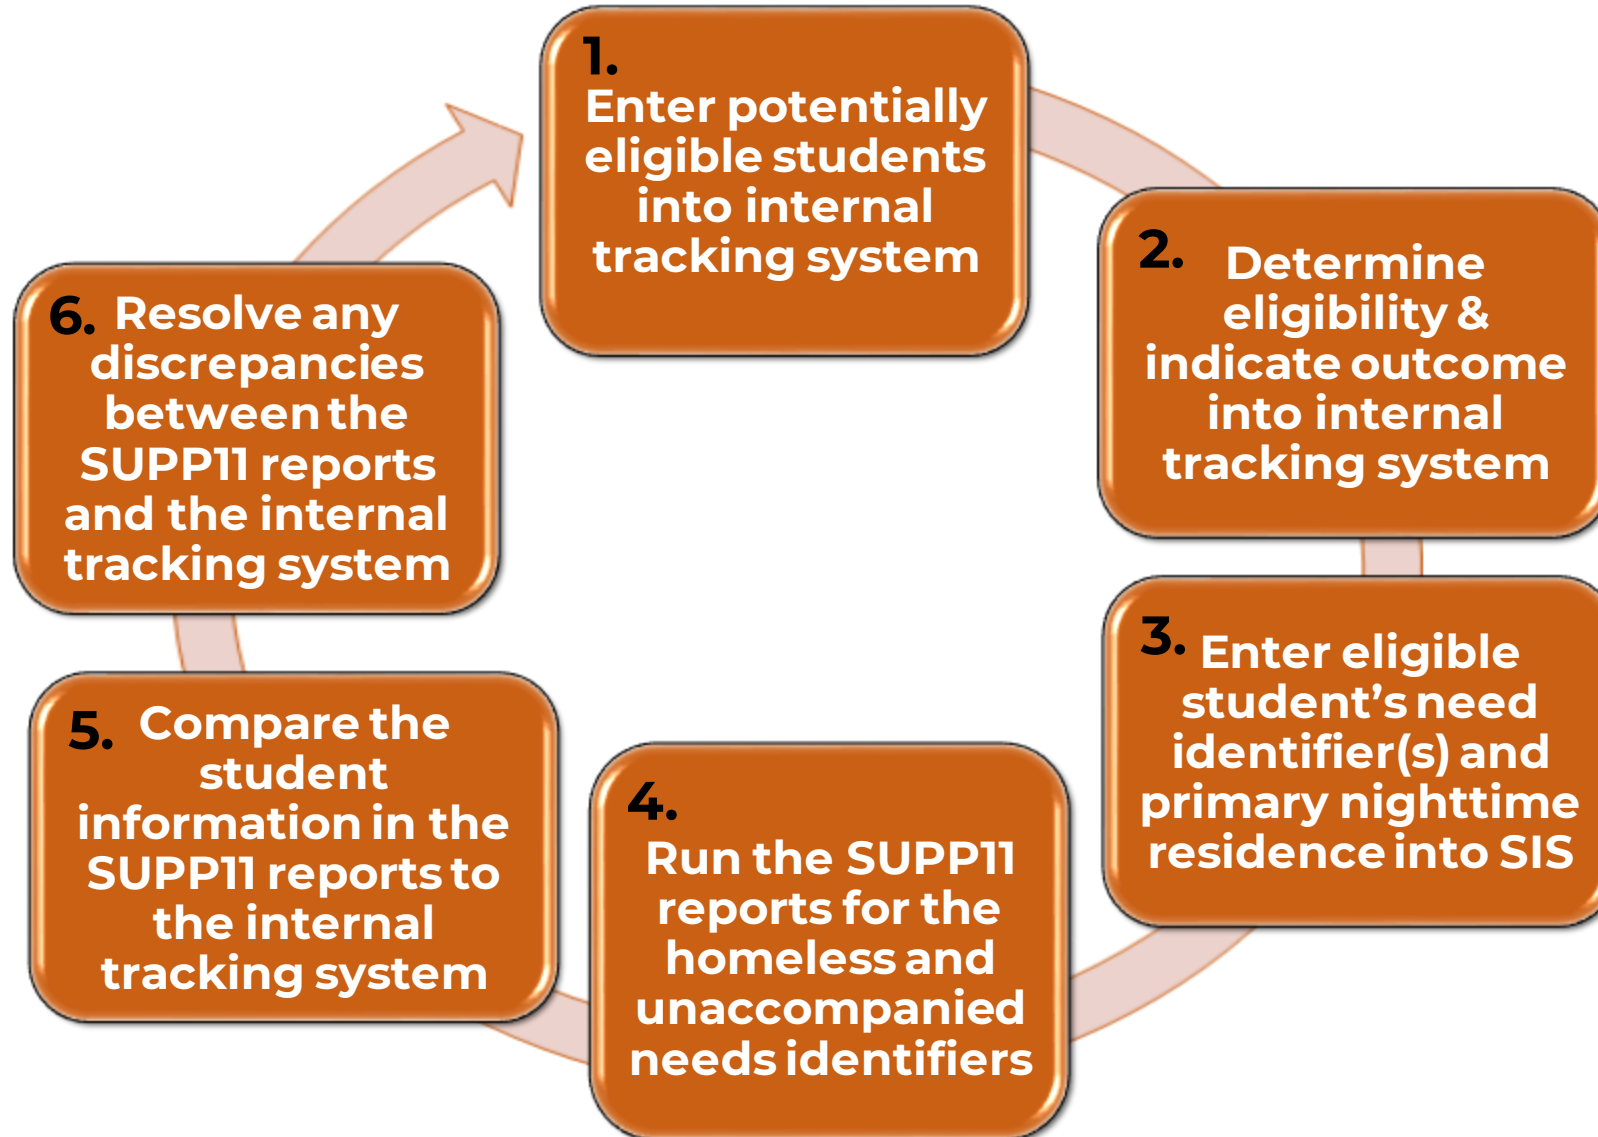 1.
Enter potentially
eligible students
into internal
tracking system
2. Determine
eligibility &
indicate outcome
into internal
tracking system
3. Enter eligible
student’s need
identifier(s) and
primary nighttime
residence into SIS
4.
Run the SUPP11
reports for the
homeless and
unaccompanied
needs identifiers
5. Compare the
student
information in the
SUPP11 reports to
the internal
tracking system
6. Resolve any
discrepancies
between the
SUPP11 reports
and the internal
tracking system